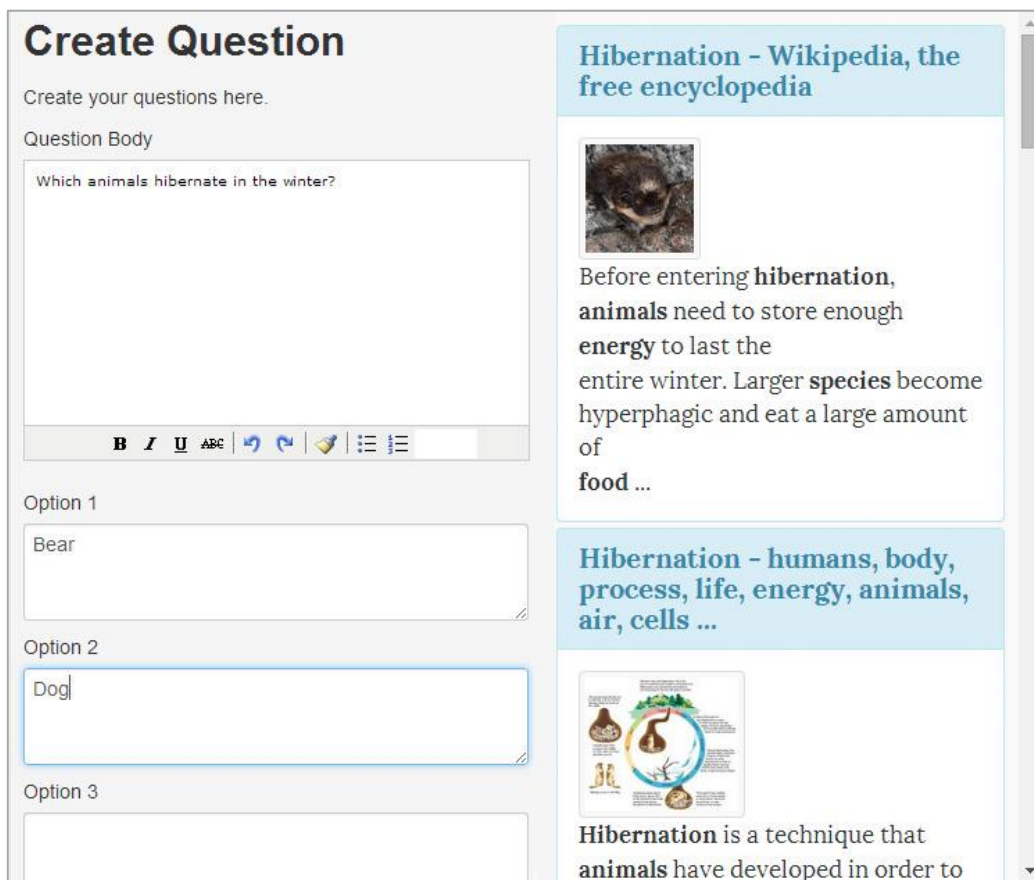 Create Question
Create your questions here.
Question Body
Which animals hibernate in the winter?
B I U ABC
Option 1
Bear
Option 2
Dog
Option 3
Hibernation - Wikipedia, the
free encyclopedia
Before entering hibernation,
animals need to store enough
energy to last the
entire winter. Larger species become
hyperphagic and eat a large amount
of
food ...
Hibernation - humans, body,
process, life, energy, animals,
air, cells ...
Hibernation is a technique that
animals have developed in order to